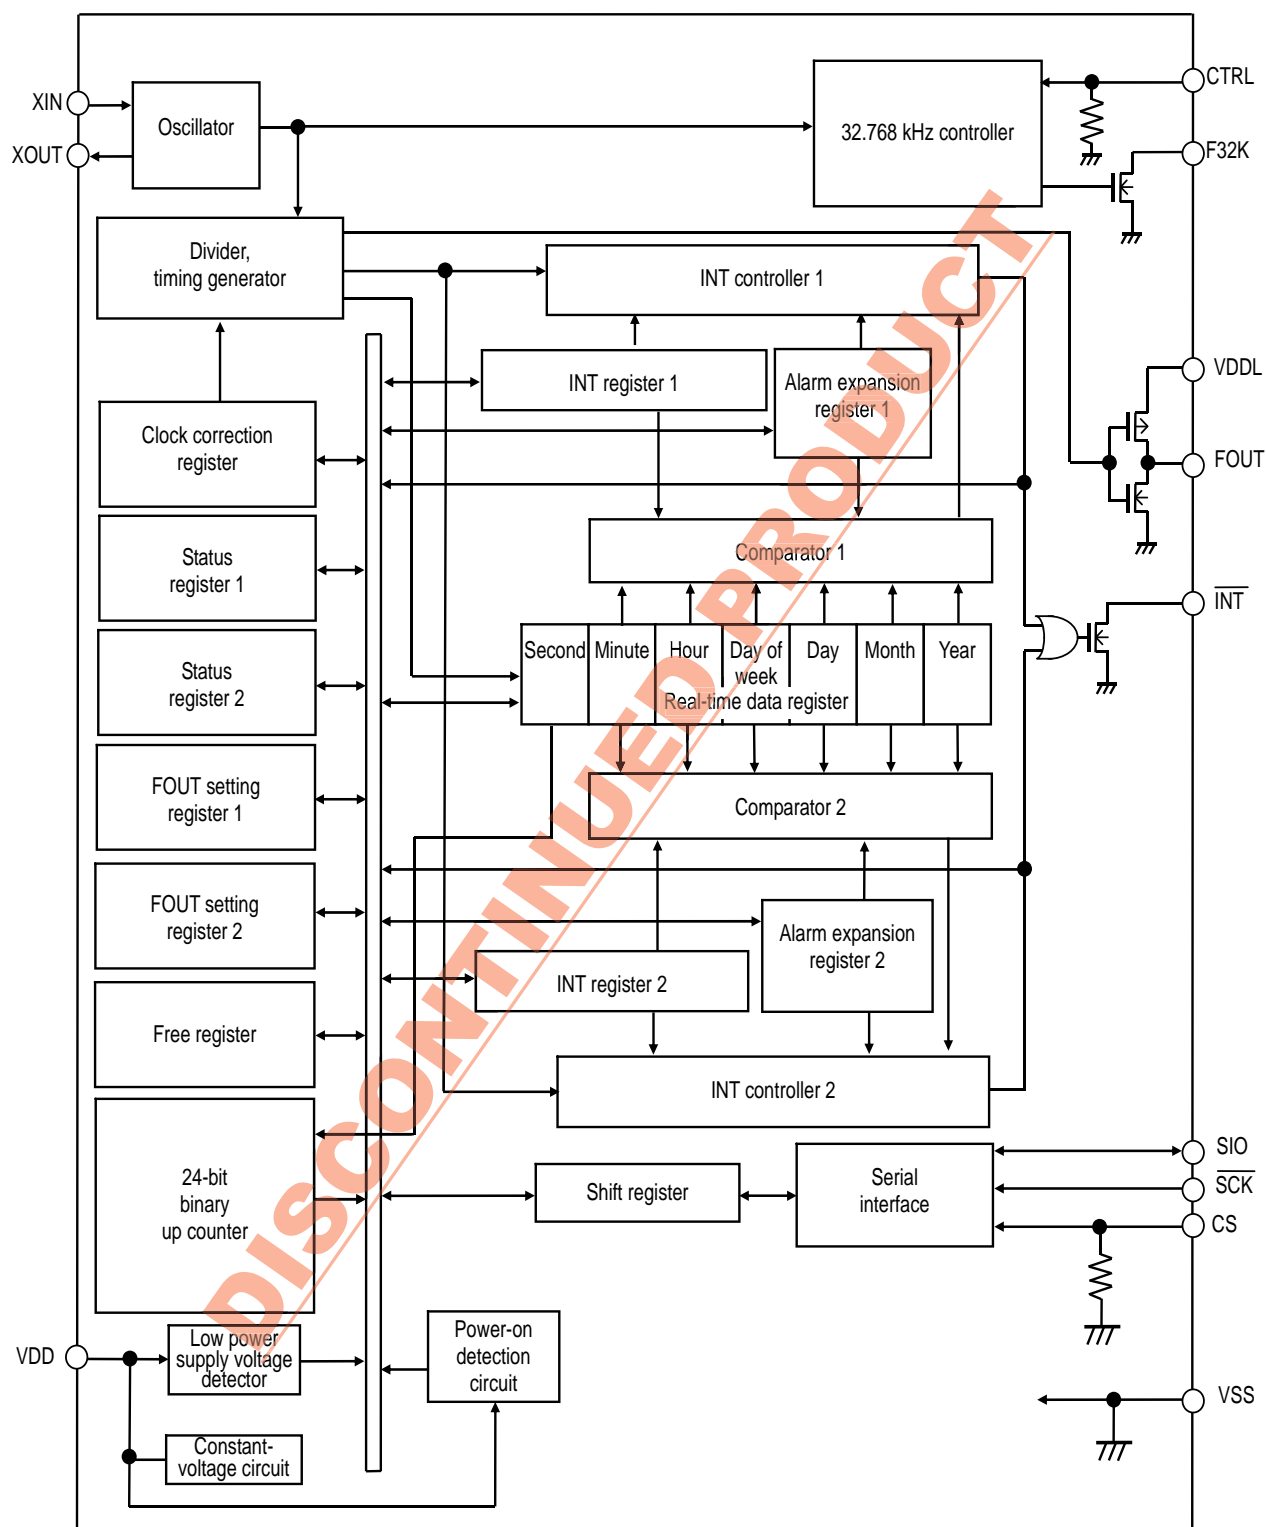 XIN
XOUT
Oscillator
32.768 kHz controller
CTRL
F32K
Divider,
timing generator
INT controller 1
INT register 1
Alarm expansion
register 1
VDDL
FOUT
Clock correction
register
Status
register 1
Comparator 1
INT
Status
register 2
Second
Minute
Hour
Day of
week
Day
Month
Year
Real-time data register
FOUT setting
register 1
Comparator 2
FOUT setting
register 2
Alarm expansion
register 2
INT register 2
Free register
INT controller 2
24-bit
binary
up counter
Shift register
Serial
interface
SIO
SCK
CS
VDD
Low power
supply voltage
detector
Power-on
detection
circuit
Constant-
voltage circuit
VSS
DISCONTINUED PRODUCT